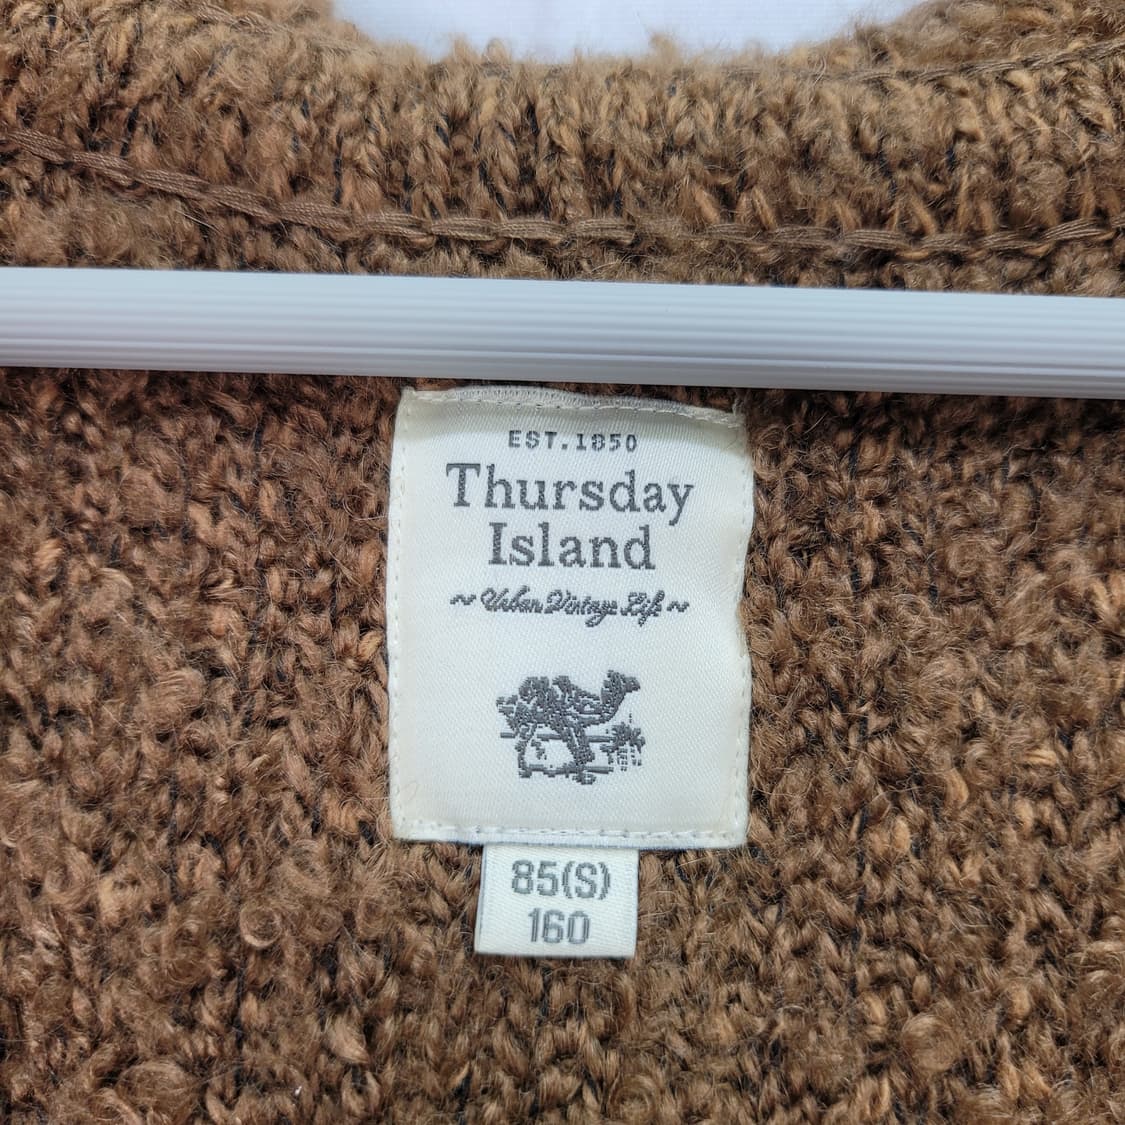 EST.1850
Thursday
Island
~ Urban Vintage Life ~
85(S)
160